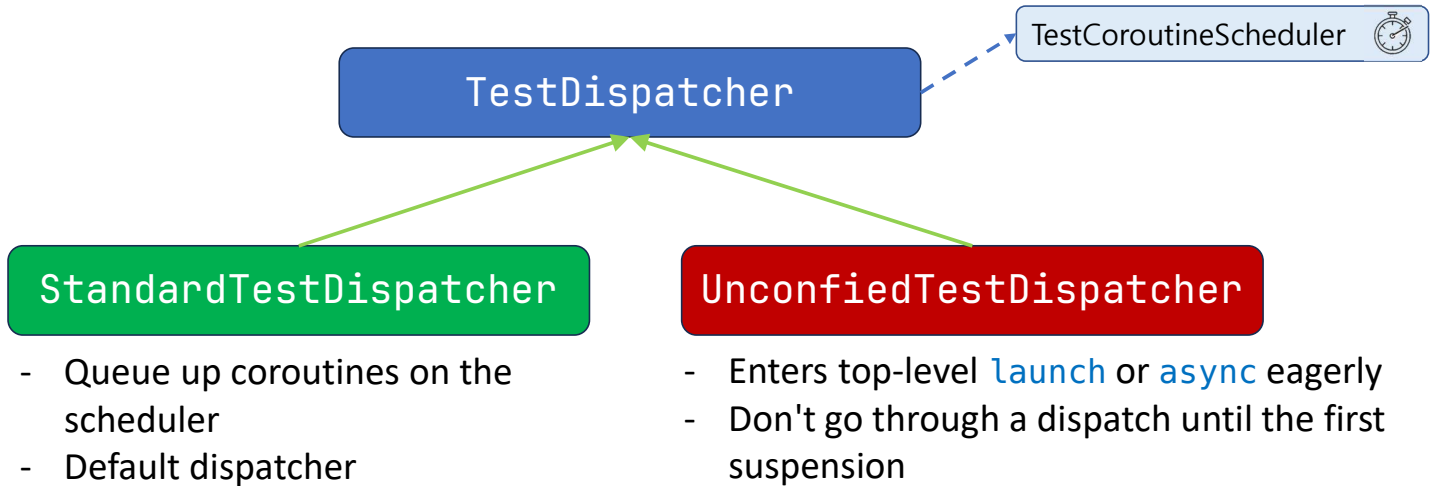 TestCoroutineScheduler
TestDispatcher
StandardTestDispatcher
UnconfiedTestDispatcher
- Queue up coroutines on the
scheduler
- Default dispatcher
- Enters top-level launch or async eagerly
- Don't go through a dispatch until the first
suspension